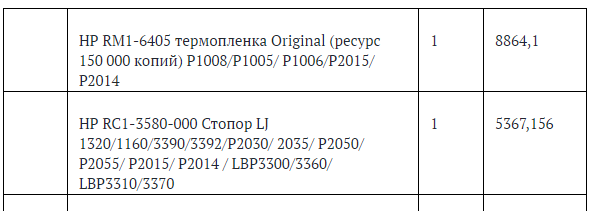 HP RM1-6405 термопленка Original (ресурс 1 8864,1
150 000 копий) P1008/P1005/ P1006/P2015/
P2014
HP RC1-3580-000 Стопор LJ 1 5367,156
1320/1160/3390/3392/P2030/ 2035/ P2050/
P2055/ P2015/ P2014 / LBP3300/3360/
LBP3310/3370